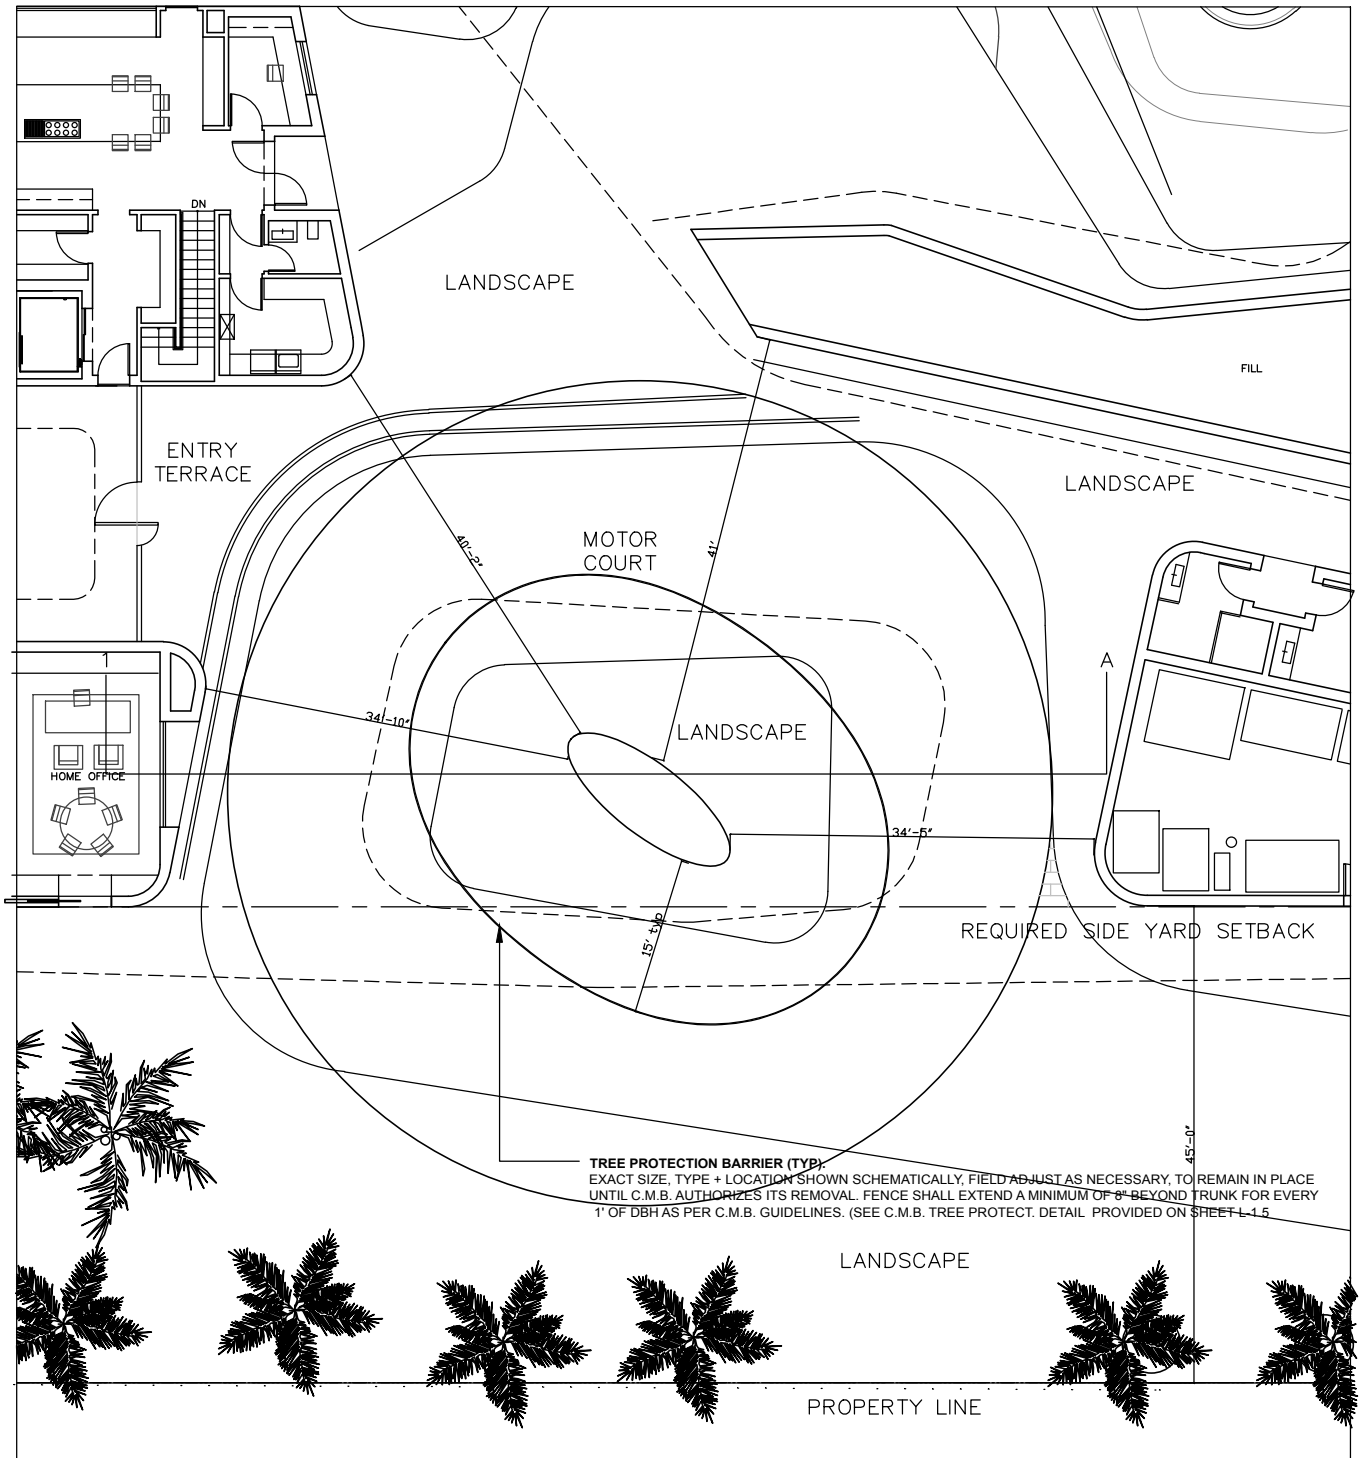 DN
LANDSCAPE
FILL
ENTRY
TERRACE
LANDSCAPE
MOTOR
COURT
40'-2"
41'
A
34'-10"
LANDSCAPE
HOME OFFICE
34'-5"
15' typ
REQUIRED SIDE YARD SETBACK
45'-0"
TREE PROTECTION BARRIER (TYP).
EXACT SIZE, TYPE + LOCATION SHOWN SCHEMATICALLY, FIELD ADJUST AS NECESSARY, TO REMAIN IN PLACE
UNTIL C.M.B. AUTHORIZES ITS REMOVAL. FENCE SHALL EXTEND A MINIMUM OF 8" BEYOND TRUNK FOR EVERY
1' OF DBH AS PER C.M.B. GUIDELINES. (SEE C.M.B. TREE PROTECT. DETAIL PROVIDED ON SHEET L-1.5
LANDSCAPE
PROPERTY LINE